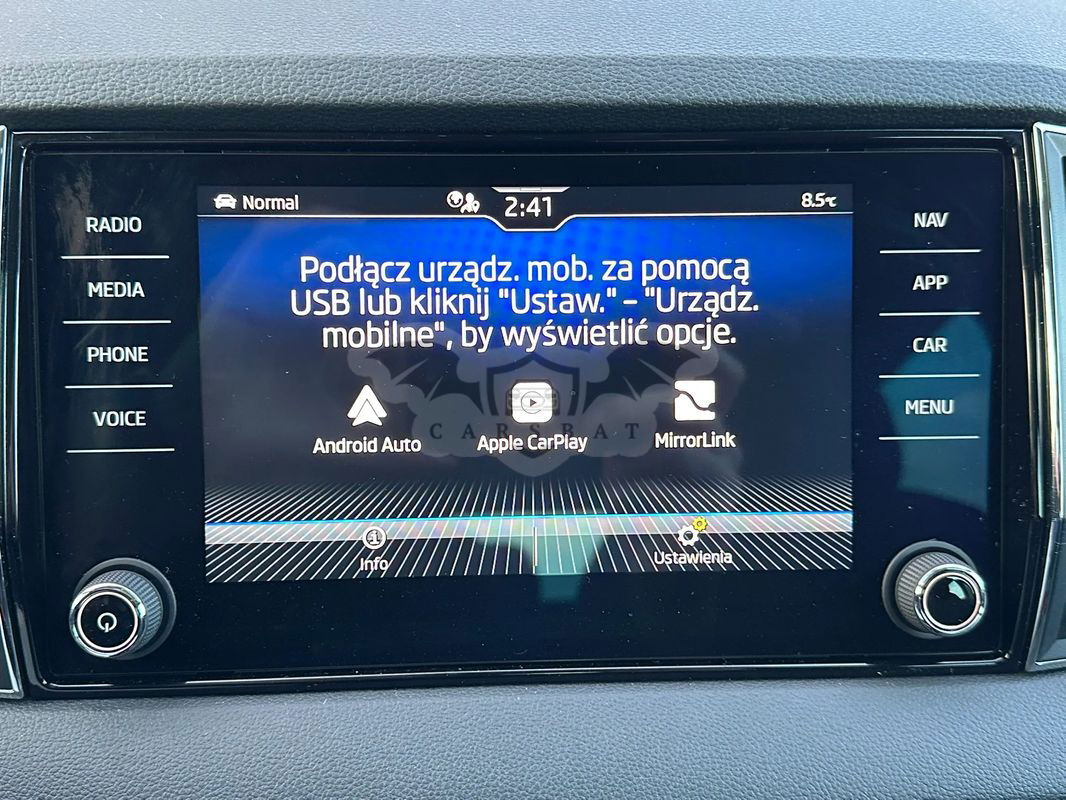 Normal
2:41
8.5°C
RADIO
MEDIA
PHONE
VOICE
NAV
APP
CAR
MENU
Podłącz urządz. mob. za pomocą
USB lub kliknij "Ustaw." – "Urządz.
mobilne", by wyświetlić opcje.
Android Auto
Apple CarPlay
MirrorLink
CARSBAT
Info
Ustawienia